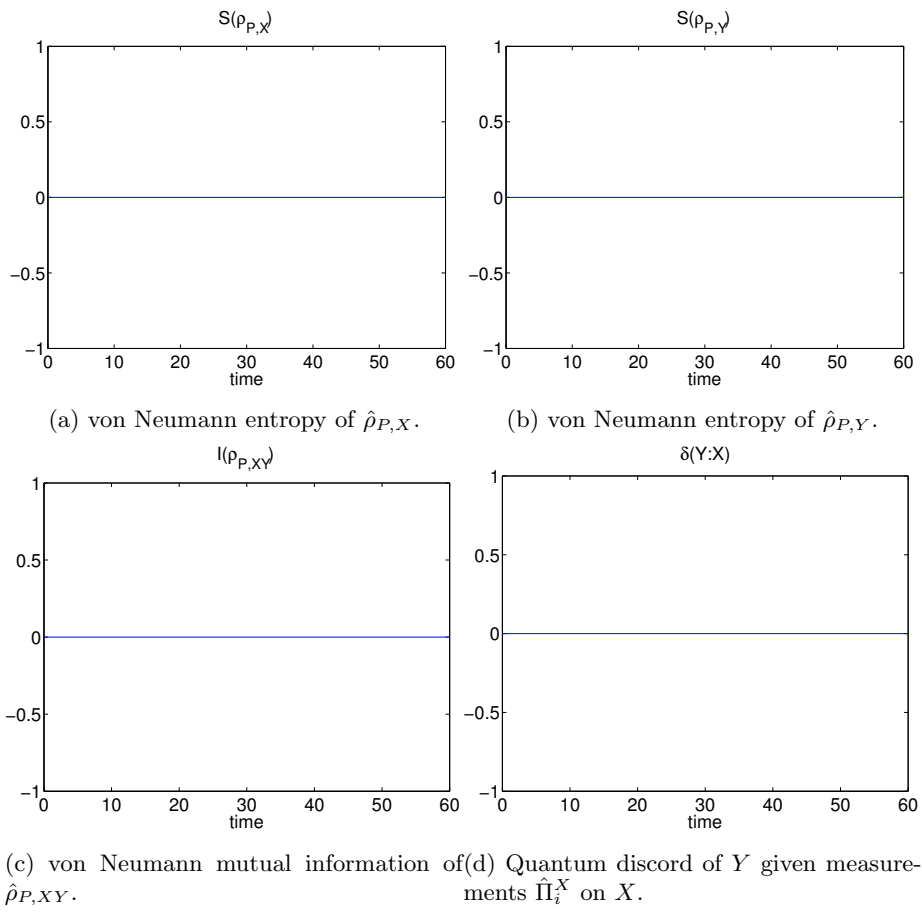 S(ρP,X) S(ρP,Y)
1 1
0.5 0.5
0 0
−0.5 −0.5
−1 −1
0 10 20 30 40 50 60 0 10 20 30 40 50 60
time time
(a) von Neumann entropy of ρ̂P,X. (b) von Neumann entropy of ρ̂P,Y.
I(ρP,XY) δ(Y:X)
1 1
0.5 0.5
0 0
−0.5 −0.5
−1 −1
0 10 20 30 40 50 60 0 10 20 30 40 50 60
time time
(c) von Neumann mutual information of
ρ̂P,XY.
(d) Quantum discord of Y given measure-
ments Π̂iX on X.